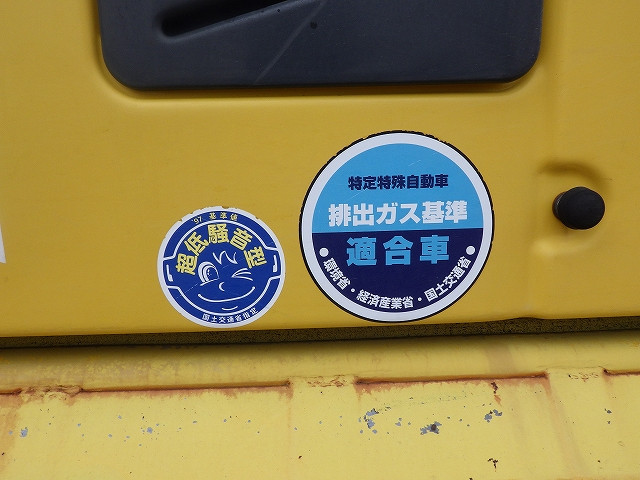 '97 基準値
超低騒音型
国土交通省指定
特定特殊自動車
排出ガス基準
適合車
環境省・経済産業省・国土交通省